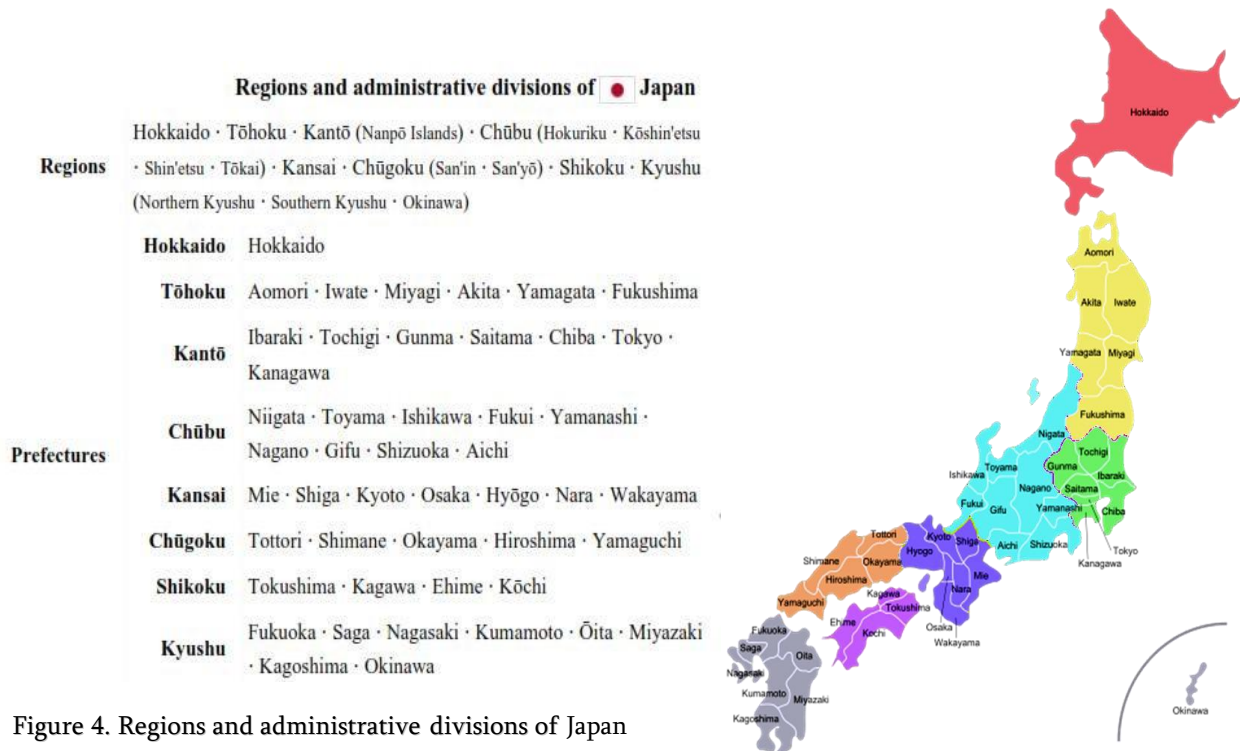 Regions and administrative divisions of Japan
Regions
Hokkaido · Tōhoku · Kantō (Nanpō Islands) · Chūbu (Hokuriku · Kōshin'etsu
· Shin'etsu · Tōkai) · Kansai · Chūgoku (San'in · San'yō) · Shikoku · Kyushu
(Northern Kyushu · Southern Kyushu · Okinawa)
Prefectures
Hokkaido Hokkaido
Tōhoku Aomori · Iwate · Miyagi · Akita · Yamagata · Fukushima
Kantō Ibaraki · Tochigi · Gunma · Saitama · Chiba · Tokyo ·
Kanagawa
Chūbu Niigata · Toyama · Ishikawa · Fukui · Yamanashi ·
Nagano · Gifu · Shizuoka · Aichi
Kansai Mie · Shiga · Kyoto · Osaka · Hyōgo · Nara · Wakayama
Chūgoku Tottori · Shimane · Okayama · Hiroshima · Yamaguchi
Shikoku Tokushima · Kagawa · Ehime · Kōchi
Kyushu Fukuoka · Saga · Nagasaki · Kumamoto · Ōita · Miyazaki
· Kagoshima · Okinawa
Figure 4. Regions and administrative divisions of Japan
Hokkaido
Aomori
Akita
Iwate
Yamagata
Miyagi
Fukushima
Nigata
Tochigi
Gunma
Ibaraki
Toyama
Ishikawa
Nagano
Saitama
Fukui
Gifu
Yamanashi
Chiba
Aichi
Shizuoka
Tokyo
Kanagawa
Tottori
Kyoto
Shiga
Hyogo
Shimane
Okayama
Hiroshima
Mie
Nara
Kagawa
Yamaguchi
Tokushima
Ehime
Kochi
Osaka
Wakayama
Fukuoka
Saga
Oita
Nagasaki
Kumamoto
Miyazaki
Kagoshima
Okinawa